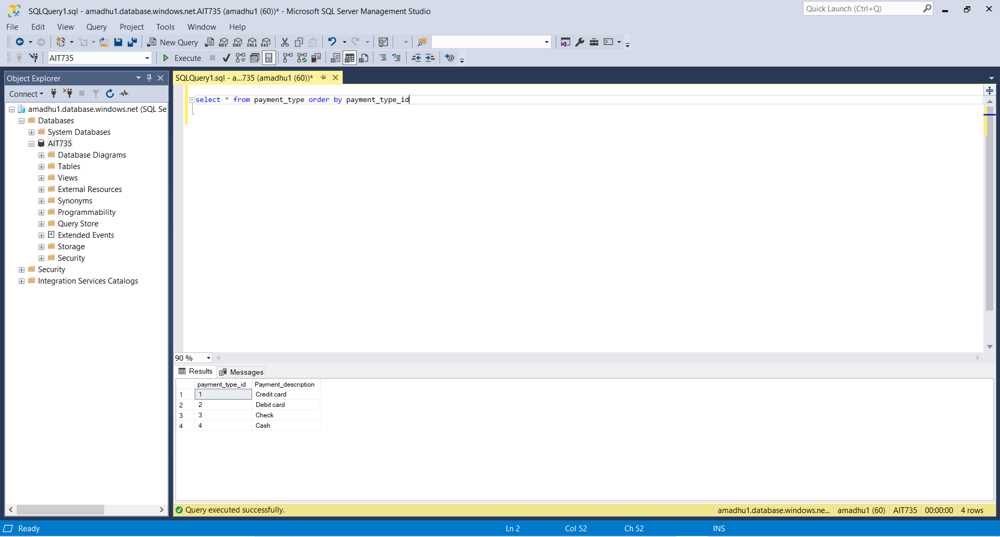 SQLQuery1.sql - amadhu1.database.windows.net.AIT735 (amadhu1 (60))* - Microsoft SQL Server Management Studio
Quick Launch (Ctrl+Q)
File Edit View Query Project Tools Window Help
New Query MDX DMX XMLA DAX
AIT735 Execute
Object Explorer
Connect
amadhu1.database.windows.net (SQL Se
Databases
System Databases
AIT735
Database Diagrams
Tables
Views
External Resources
Synonyms
Programmability
Query Store
Extended Events
Storage
Security
Security
Integration Services Catalogs
SQLQuery1.sql - a...735 (amadhu1 (60))*
select * from payment_type order by payment_type_id
90 %
Results Messages
payment_type_id Payment_description
1 1 Credit card
2 2 Debit card
3 3 Check
4 4 Cash
Query executed successfully.
amadhu1.database.windows.ne... amadhu1 (60) AIT735 00:00:00 4 rows
Ready Ln 2 Col 52 Ch 52 INS